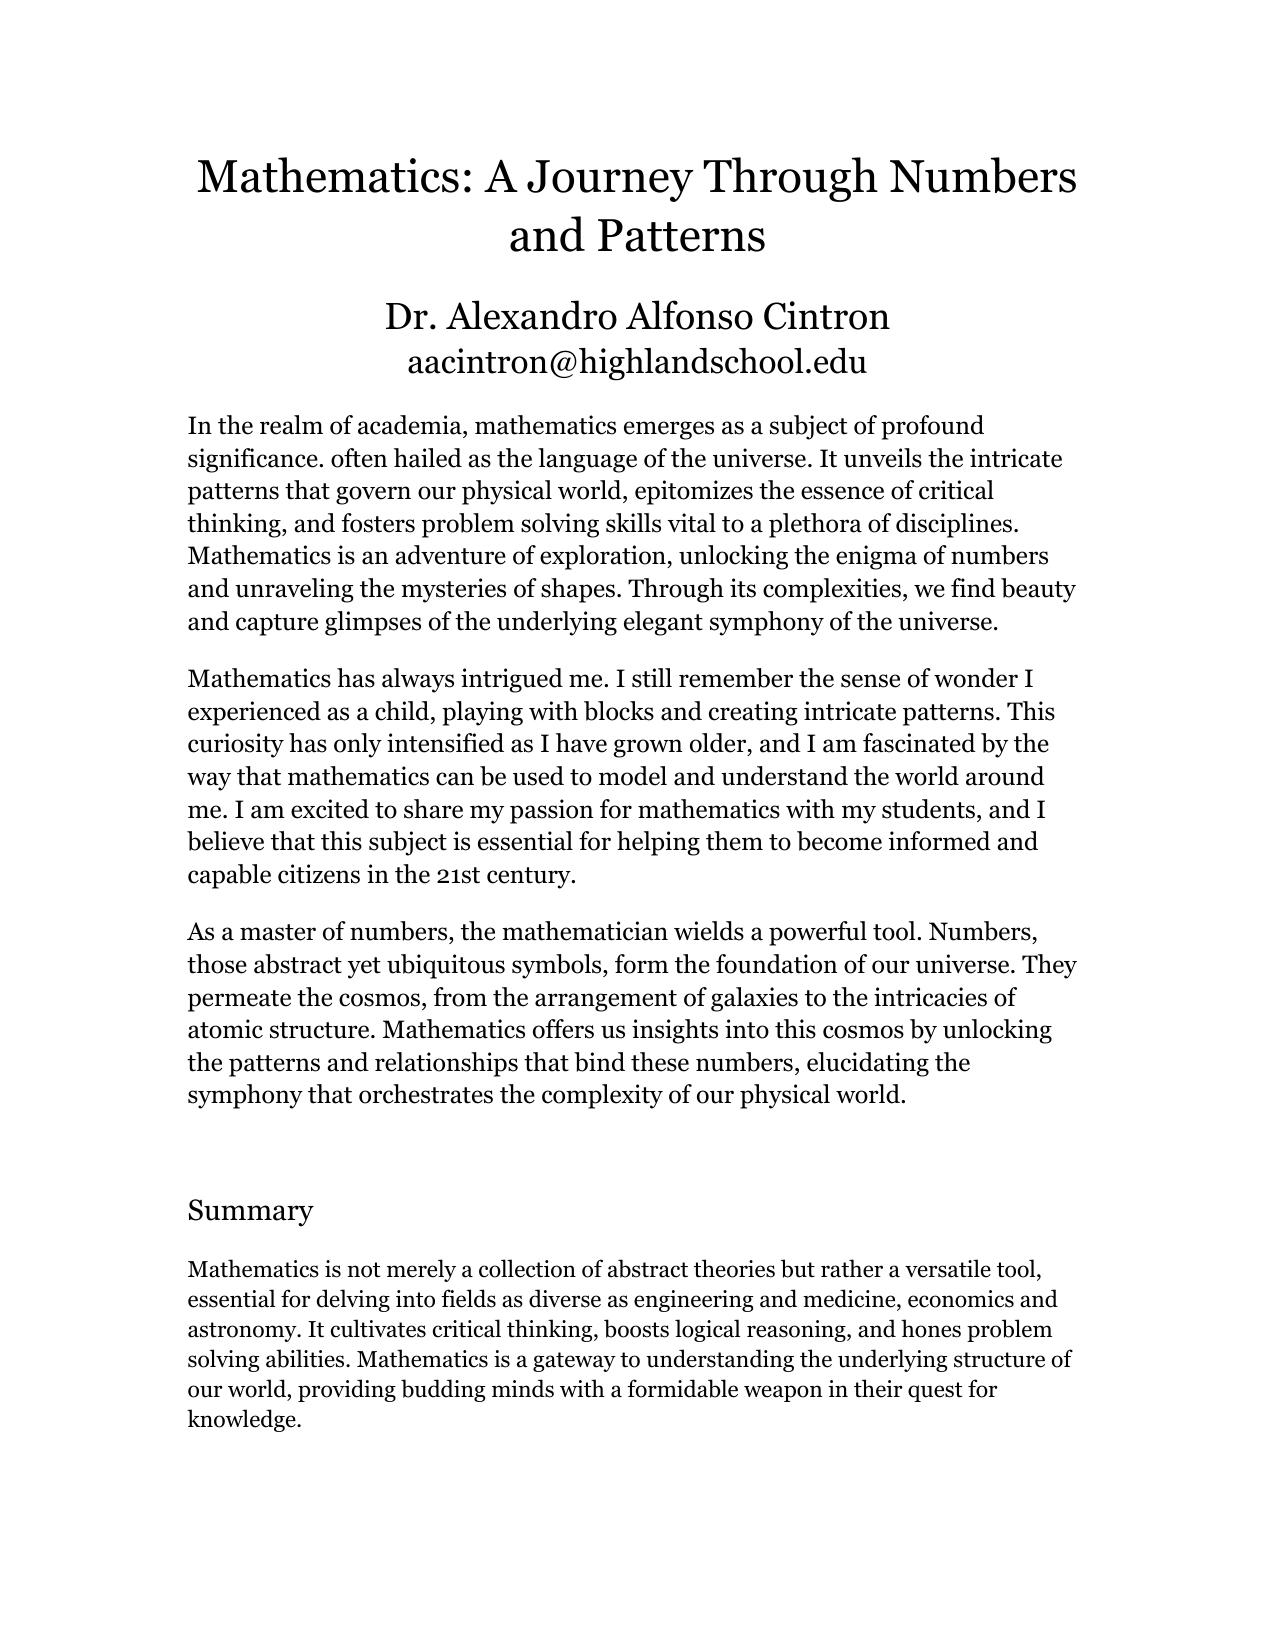 Mathematics: A Journey Through Numbers
and Patterns
Dr. Alexandro Alfonso Cintron
aacintron@highlandschool.edu
In the realm of academia, mathematics emerges as a subject of profound
significance. often hailed as the language of the universe. It unveils the intricate
patterns that govern our physical world, epitomizes the essence of critical
thinking, and fosters problem solving skills vital to a plethora of disciplines.
Mathematics is an adventure of exploration, unlocking the enigma of numbers
and unraveling the mysteries of shapes. Through its complexities, we find beauty
and capture glimpses of the underlying elegant symphony of the universe.
Mathematics has always intrigued me. I still remember the sense of wonder I
experienced as a child, playing with blocks and creating intricate patterns. This
curiosity has only intensified as I have grown older, and I am fascinated by the
way that mathematics can be used to model and understand the world around
me. I am excited to share my passion for mathematics with my students, and I
believe that this subject is essential for helping them to become informed and
capable citizens in the 21st century.
As a master of numbers, the mathematician wields a powerful tool. Numbers,
those abstract yet ubiquitous symbols, form the foundation of our universe. They
permeate the cosmos, from the arrangement of galaxies to the intricacies of
atomic structure. Mathematics offers us insights into this cosmos by unlocking
the patterns and relationships that bind these numbers, elucidating the
symphony that orchestrates the complexity of our physical world.
Summary
Mathematics is not merely a collection of abstract theories but rather a versatile tool,
essential for delving into fields as diverse as engineering and medicine, economics and
astronomy. It cultivates critical thinking, boosts logical reasoning, and hones problem
solving abilities. Mathematics is a gateway to understanding the underlying structure of
our world, providing budding minds with a formidable weapon in their quest for
knowledge.